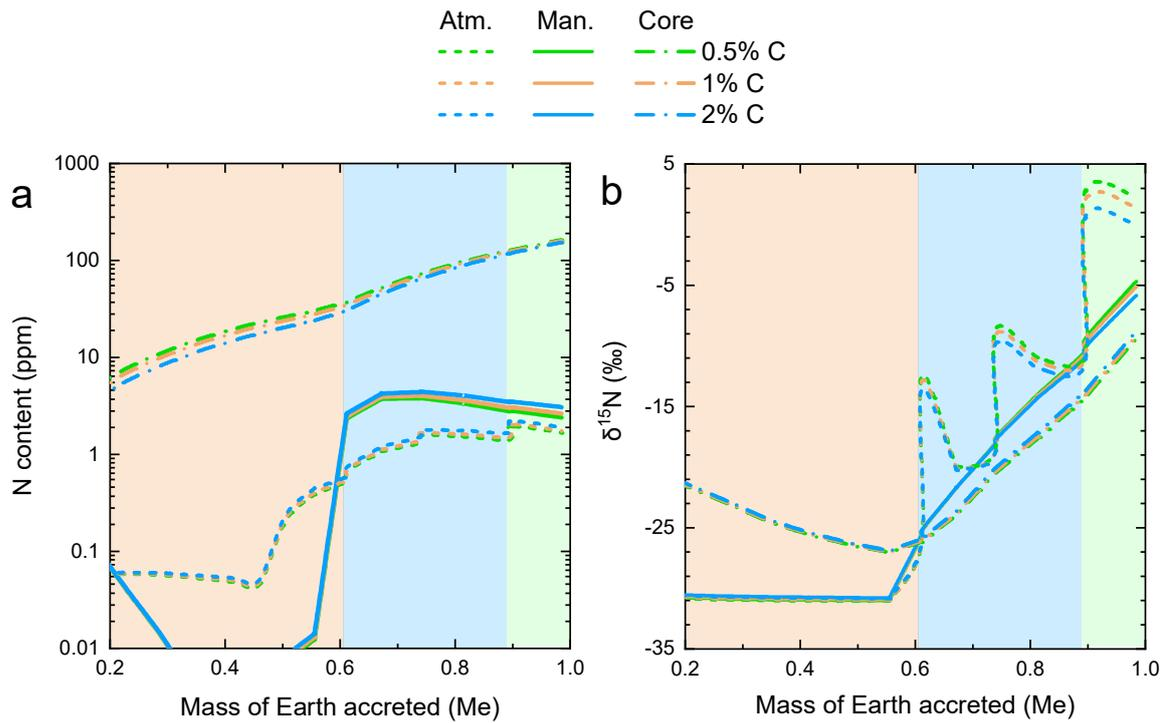 Atm. Man. Core
0.5% C
1% C
2% C
a
1000
100
10
1
0.1
0.01
N content (ppm)
0.2 0.4 0.6 0.8 1.0
Mass of Earth accreted (Me)
b
5
-5
-15
-25
-35
δ15N (‰)
0.2 0.4 0.6 0.8 1.0
Mass of Earth accreted (Me)